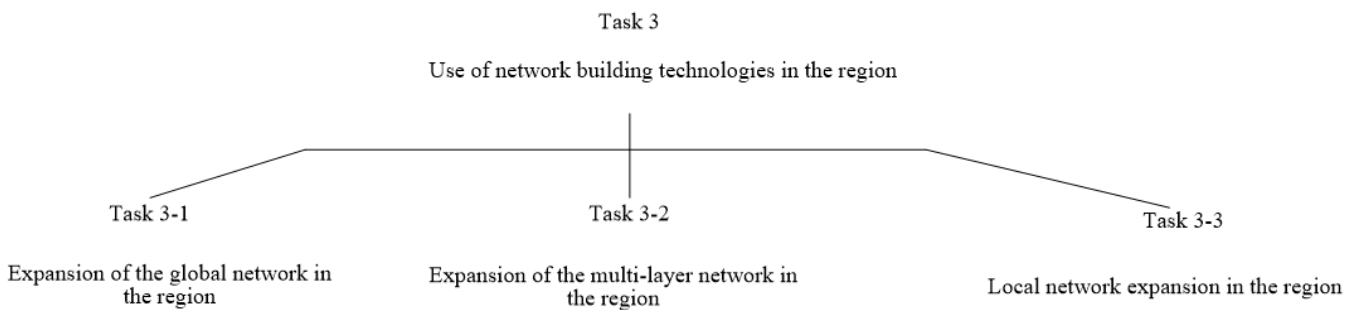 Task 3
Use of network building technologies in the region
Task 3-1
Task 3-2
Task 3-3
Expansion of the global network in
the region
Expansion of the multi-layer network in
the region
Local network expansion in the region